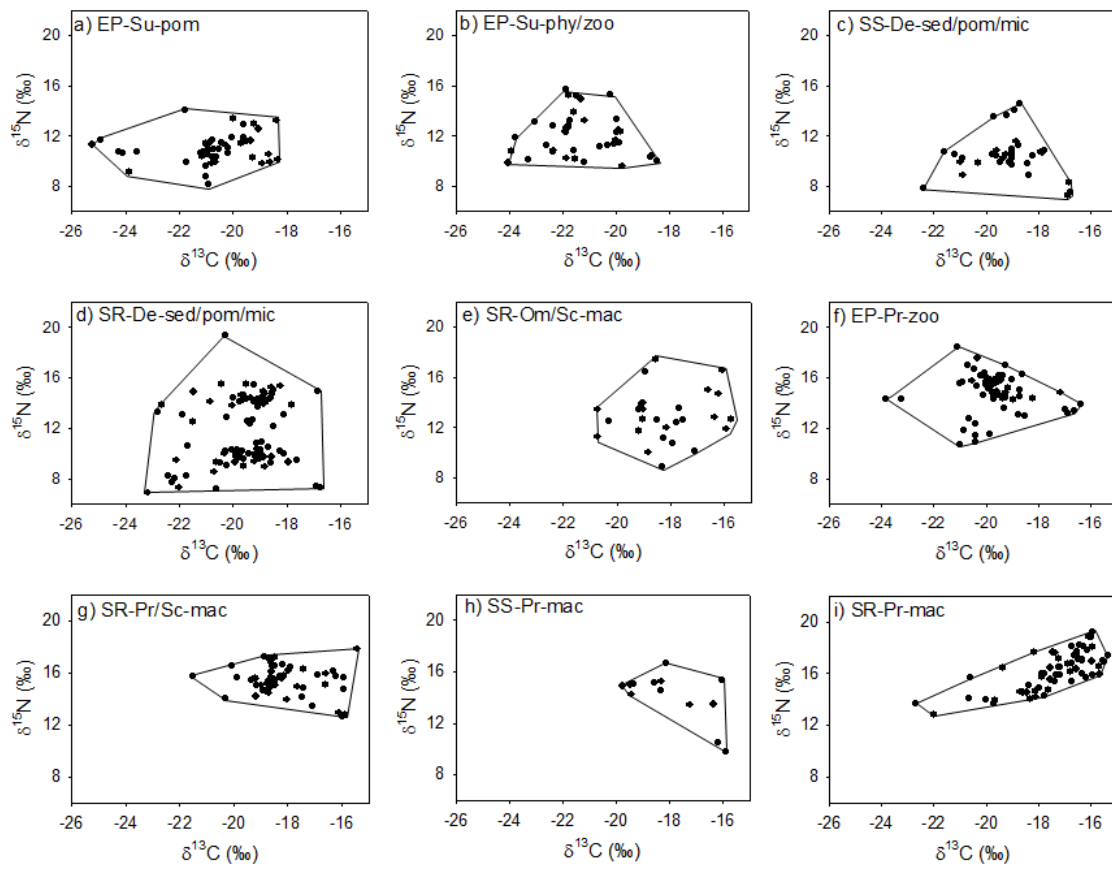 a) EP-Su-pom
b) EP-Su-phy/zoo
c) SS-De-sed/pom/mic
20
16
12
8
δ15N (‰)
-26 -24 -22 -20 -18 -16
δ13C (‰)
20
16
12
8
δ15N (‰)
-26 -24 -22 -20 -18 -16
δ13C (‰)
20
16
12
8
δ15N (‰)
-26 -24 -22 -20 -18 -16
δ13C (‰)
d) SR-De-sed/pom/mic
e) SR-Om/Sc-mac
f) EP-Pr-zoo
20
16
12
8
δ15N (‰)
-26 -24 -22 -20 -18 -16
δ13C (‰)
20
16
12
8
δ15N (‰)
-26 -24 -22 -20 -18 -16
δ13C (‰)
20
16
12
8
δ15N (‰)
-26 -24 -22 -20 -18 -16
δ13C (‰)
g) SR-Pr/Sc-mac
h) SS-Pr-mac
i) SR-Pr-mac
20
16
12
8
δ15N (‰)
-26 -24 -22 -20 -18 -16
δ13C (‰)
20
16
12
8
δ15N (‰)
-26 -24 -22 -20 -18 -16
δ13C (‰)
20
16
12
8
δ15N (‰)
-26 -24 -22 -20 -18 -16
δ13C (‰)